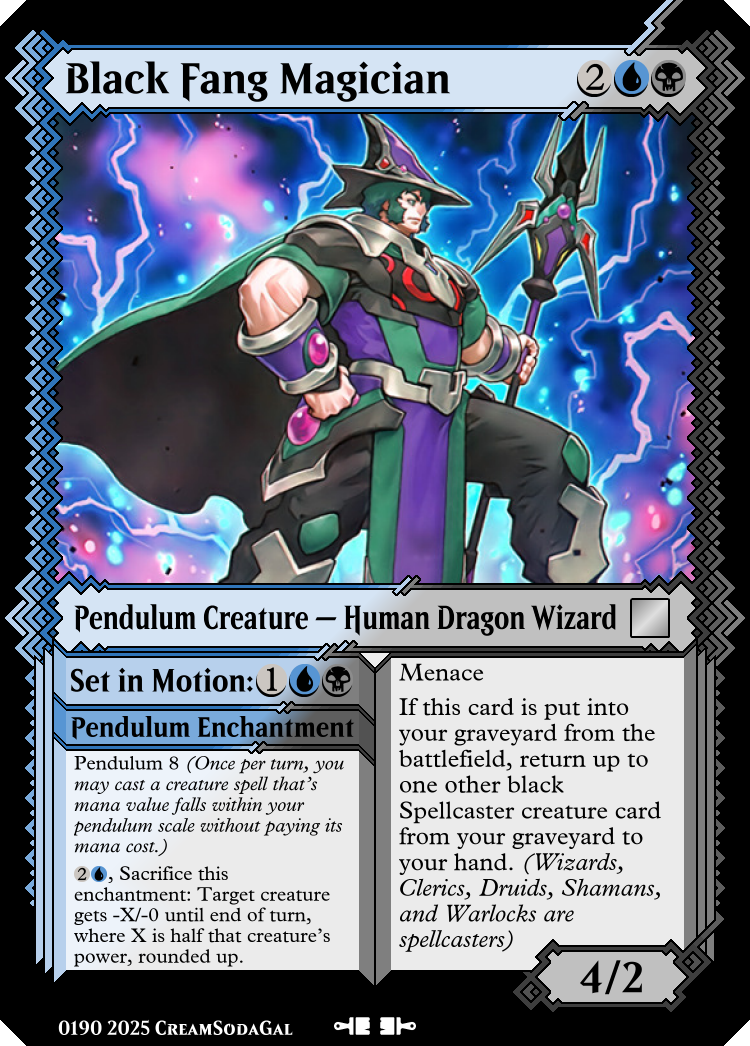 Black Fang Magician
2
Pendulum Creature — Human Dragon Wizard
Set in Motion: 1
Pendulum Enchantment
Pendulum 8 (Once per turn, you
may cast a creature spell that's
mana value falls within your
pendulum scale without paying its
mana cost.)
2, Sacrifice this
enchantment: Target creature
gets -X/-0 until end of turn,
where X is half that creature's
power, rounded up.
Menace
If this card is put into
your graveyard from the
battlefield, return up to
one other black
Spellcaster creature card
from your graveyard to
your hand. (Wizards,
Clerics, Druids, Shamans,
and Warlocks are
spellcasters)
4/2
0190 2025 CreamSodaGal